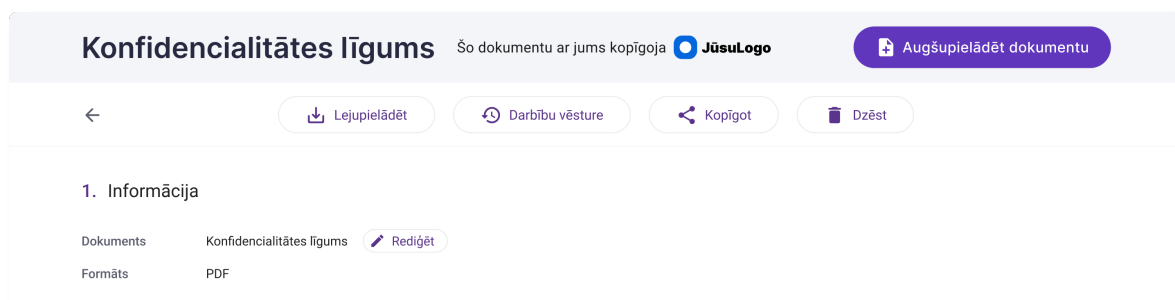 Konfidencialitātes līgums Šo dokumentu ar jums kopīgoja JūsuLogo Augšupielādēt dokumentu
Lejupielādēt Darbību vēsture Kopīgot Dzēst
1. Informācija
Dokuments Konfidencialitātes līgums Rediģēt
Formāts PDF